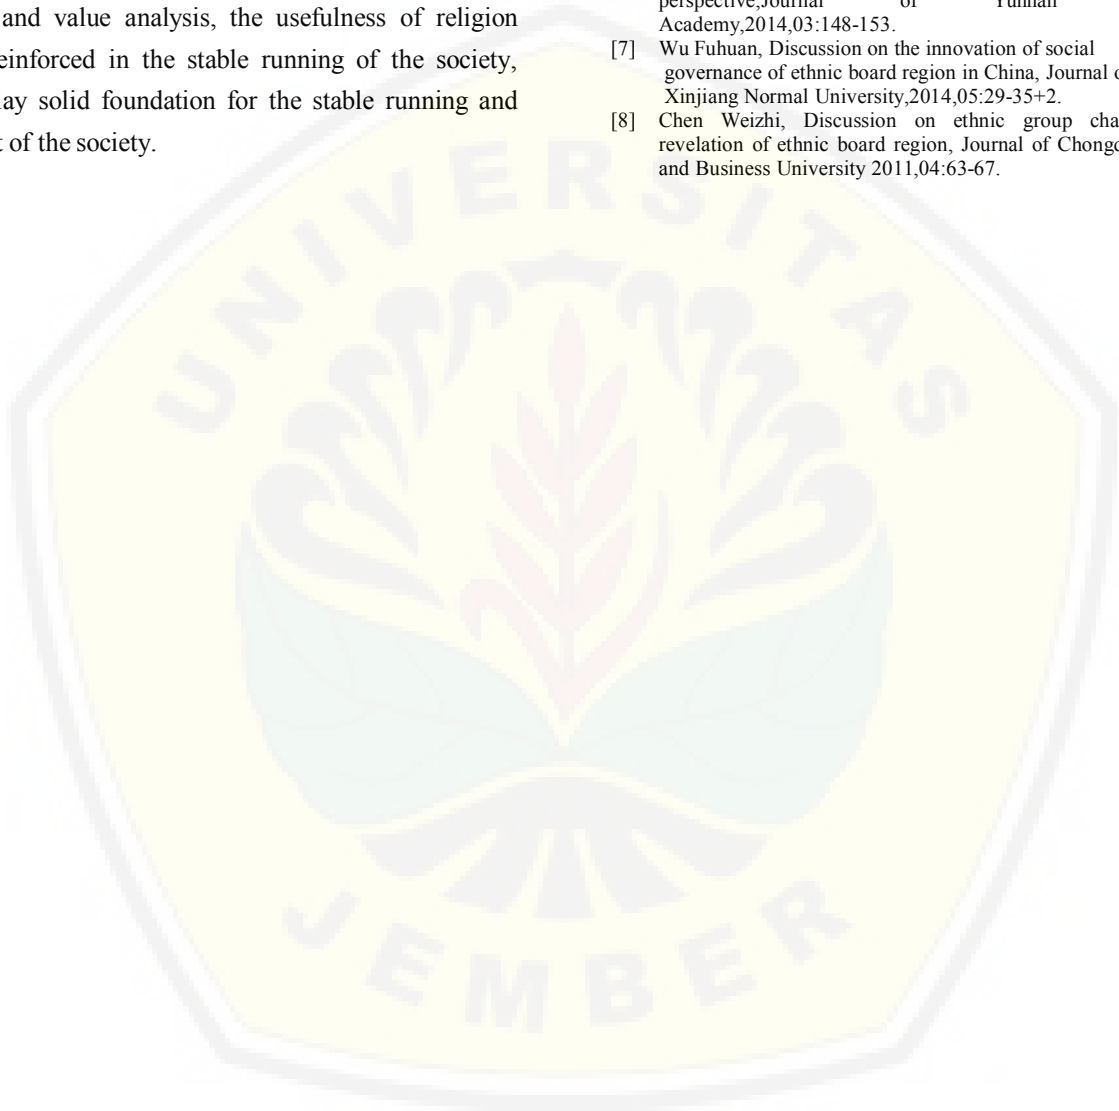 and value analysis, the usefulness of religion
einforced in the stable running of the society,
lay solid foundation for the stable running and
of the society.
perspective,Journal of Yunnan
Academy,2014,03:148-153.
[7] Wu Fuhuan, Discussion on the innovation of social
governance of ethnic board region in China, Journal o
Xinjiang Normal University,2014,05:29-35+2.
[8] Chen Weizhi, Discussion on ethnic group cha
revelation of ethnic board region, Journal of Chongq
and Business University 2011,04:63-67.
UNIVERSITAS
JEMBER